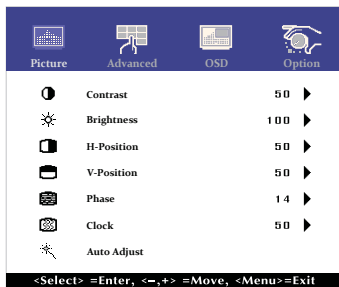 Picture Advanced OSD Option
Contrast 50
Brightness 100
H-Position 50
V-Position 50
Phase 14
Clock 50
Auto Adjust
<Select> =Enter, <–,+> =Move, <Menu>=Exit